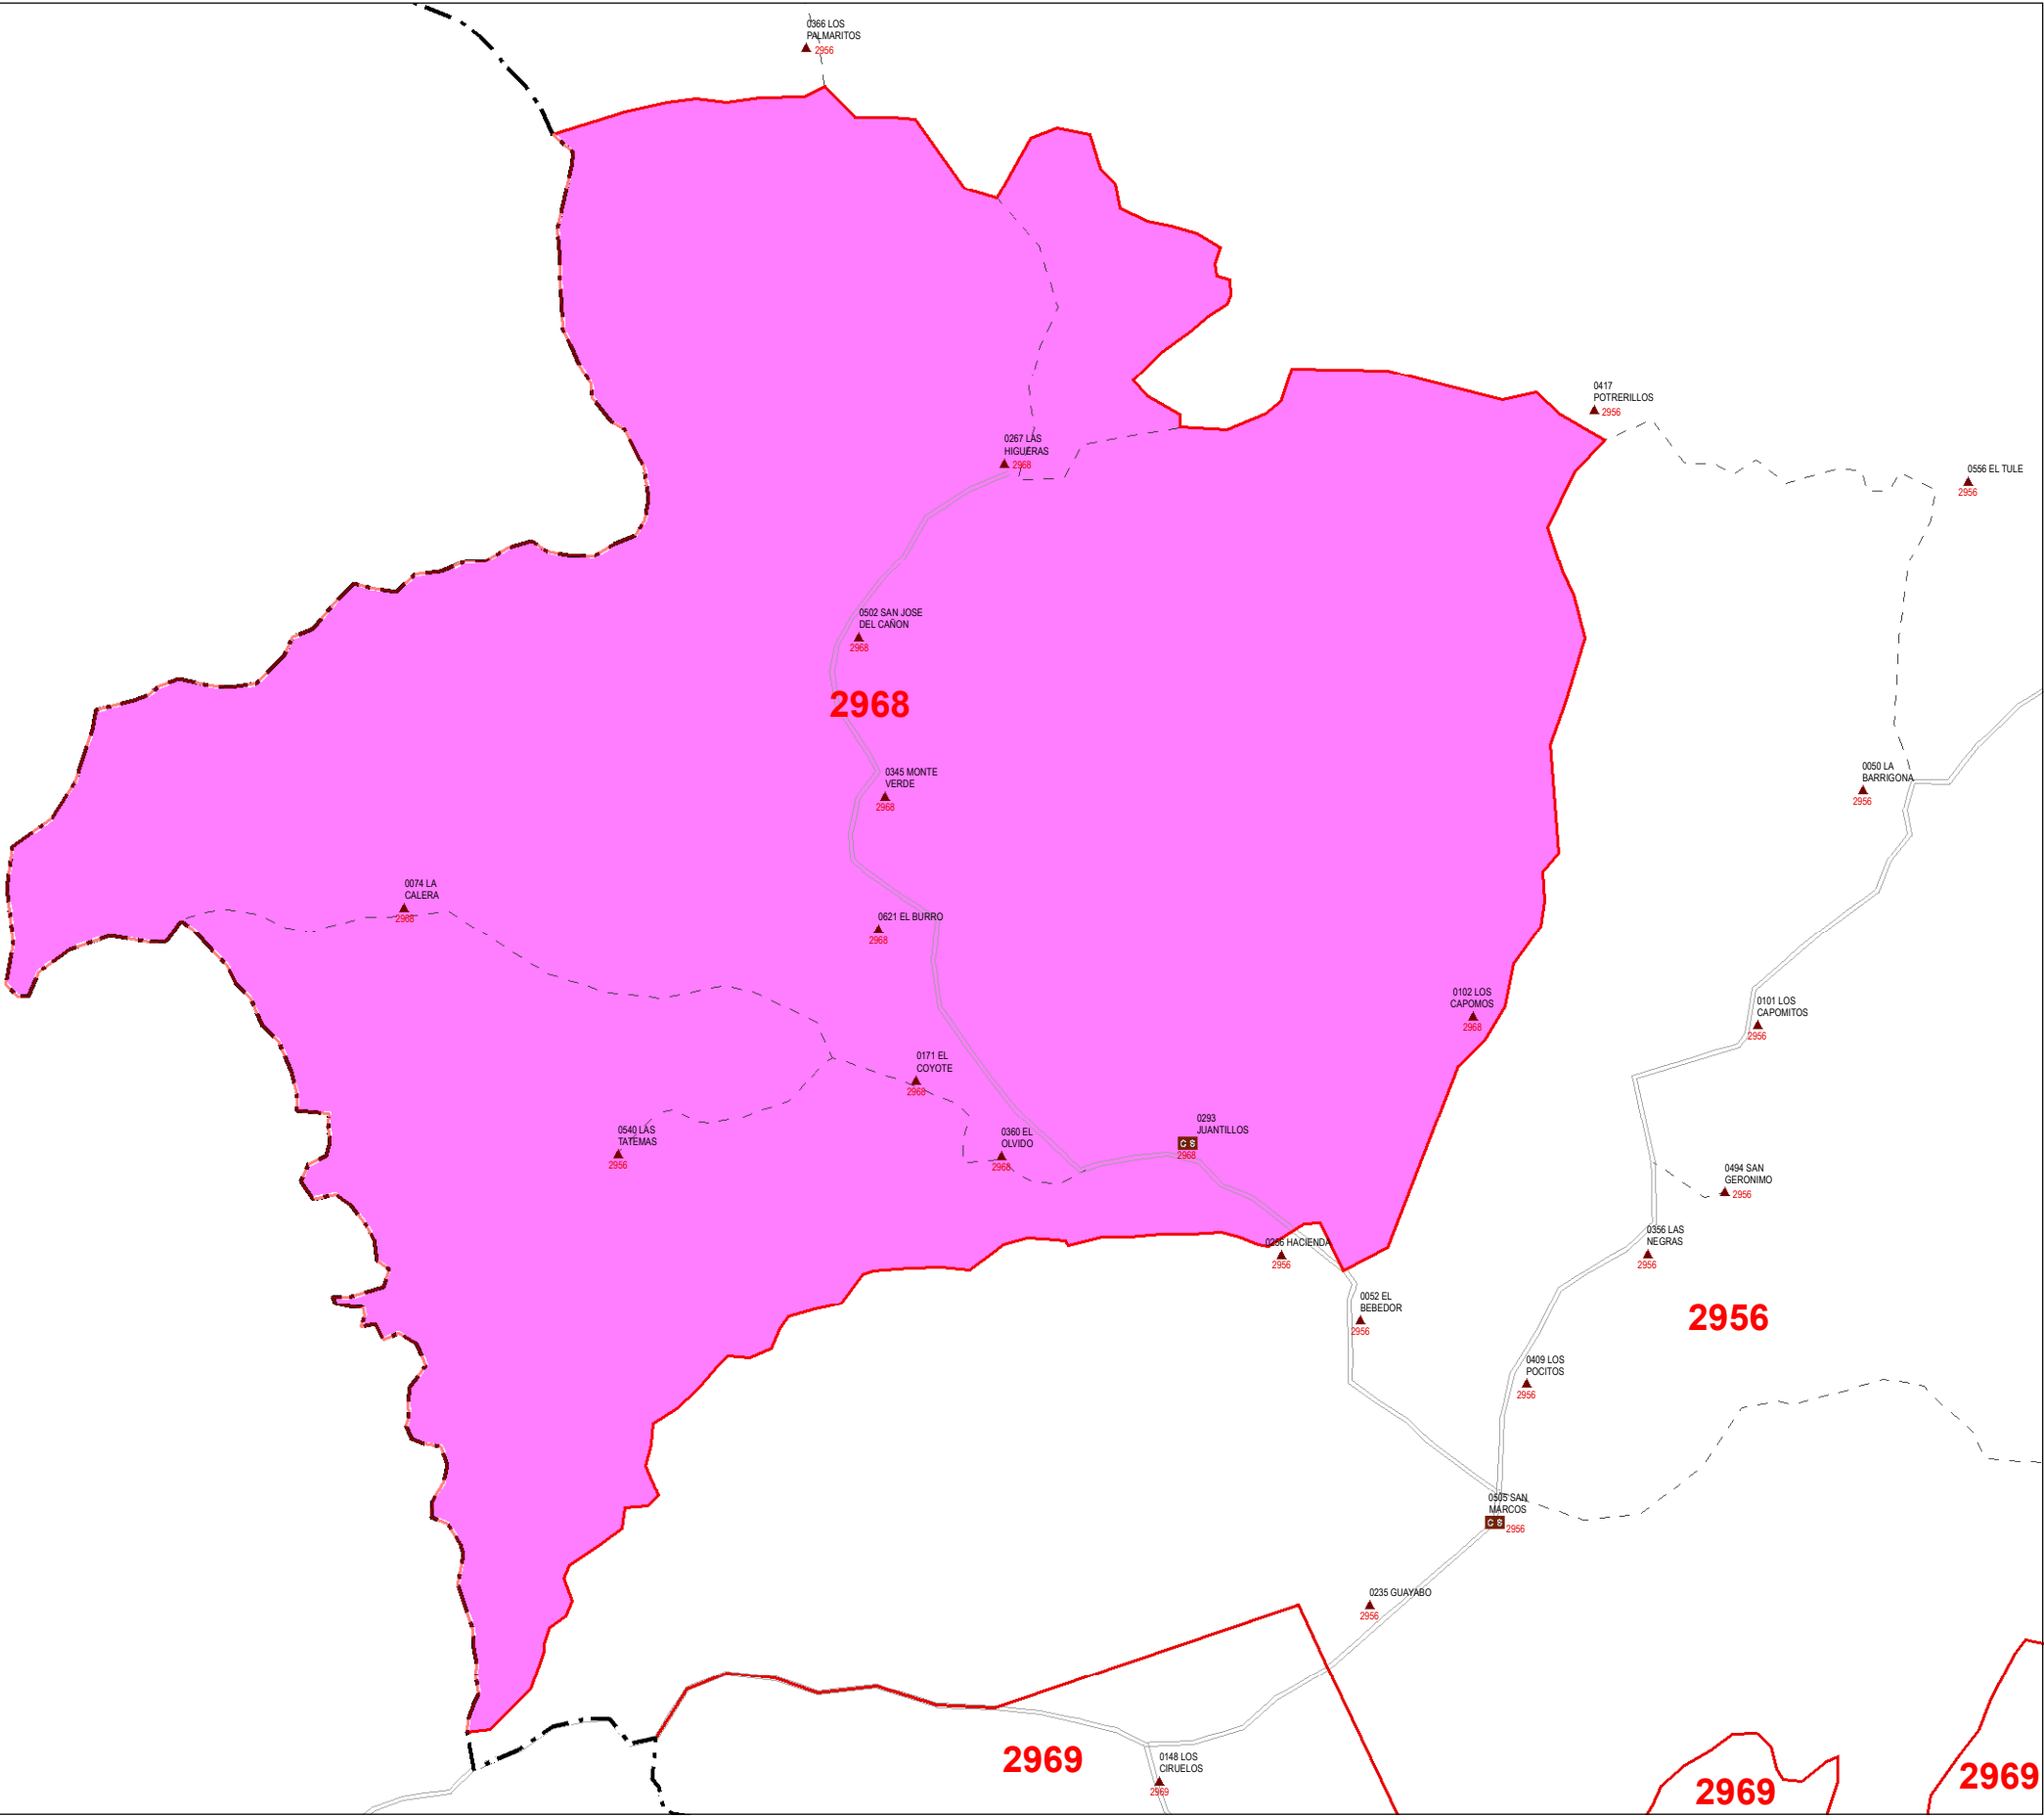 0366 LOS
PALMARITOS
2956
0417
POTRERILLOS
2956
0267 LAS
HIGUERAS
2968
0556 EL TULE
2956
0502 SAN JOSE
DEL CAÑON
2968
2968
0345 MONTE
VERDE
2968
0050 LA
BARRIGONA
2956
0074 LA
CALERA
2968
0621 EL BURRO
2968
0102 LOS
CAPOMOS
2968
0101 LOS
CAPOMITOS
2956
0171 EL
COYOTE
2968
0540 LAS
TATEMAS
2956
0360 EL
OLVIDO
2968
0293
JUANTILLOS
C S
2968
0494 SAN
GERONIMO
2956
0356 LAS
NEGRAS
2956
HACIENDA
2956
0052 EL
BEBEDOR
2956
2956
0409 LOS
POCITOS
2956
0505 SAN
MARCOS
C S
2956
0235 GUAYABO
2956
2969
0148 LOS
CIRUELOS
2969
2969
2969